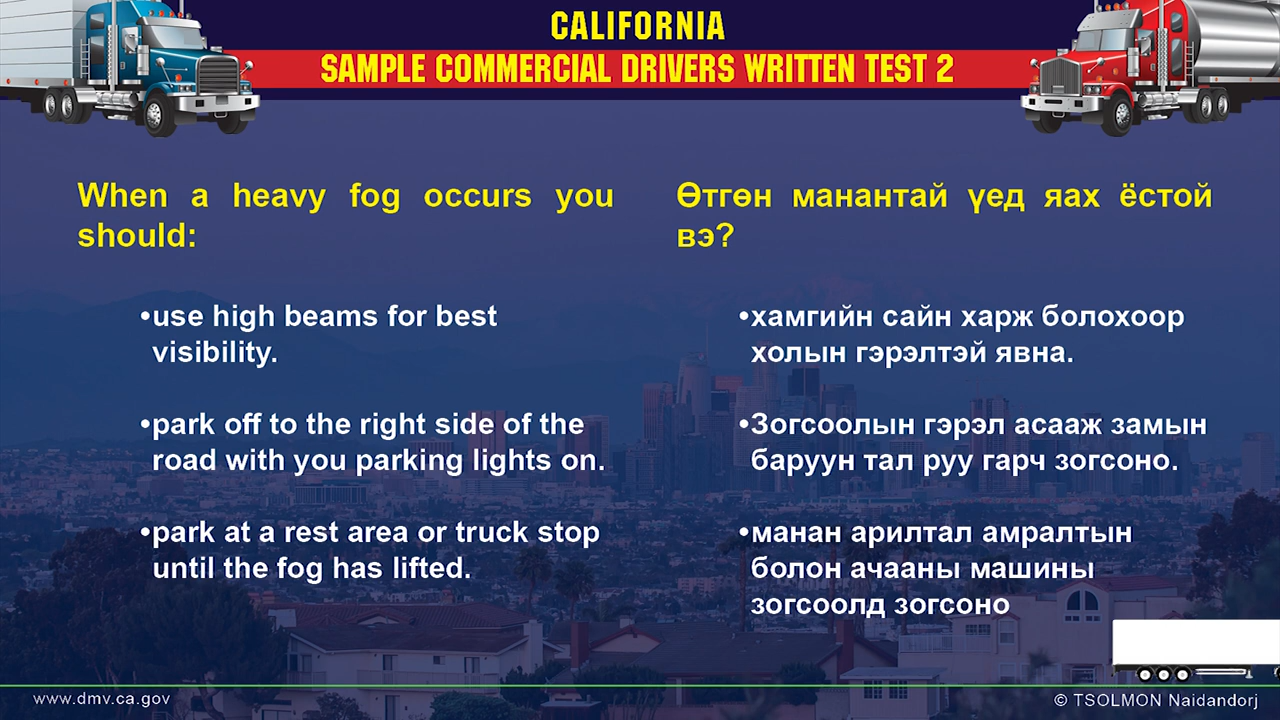 CALIFORNIA
SAMPLE COMMERCIAL DRIVERS WRITTEN TEST 2
When a heavy fog occurs you
should:
•use high beams for best
visibility.
•park off to the right side of the
road with you parking lights on.
•park at a rest area or truck stop
until the fog has lifted.
Өтгөн манантай үед яах ёстой
вэ?
•хамгийн сайн харж болохоор
холын гэрэлтэй явна.
•Зогсоолын гэрэл асааж замын
баруун тал руу гарч зогсоно.
•манан арилтал амралтын
болон ачааны машины
зогсоолд зогсоно
www.dmv.ca.gov
© TSOLMON Naidandorj